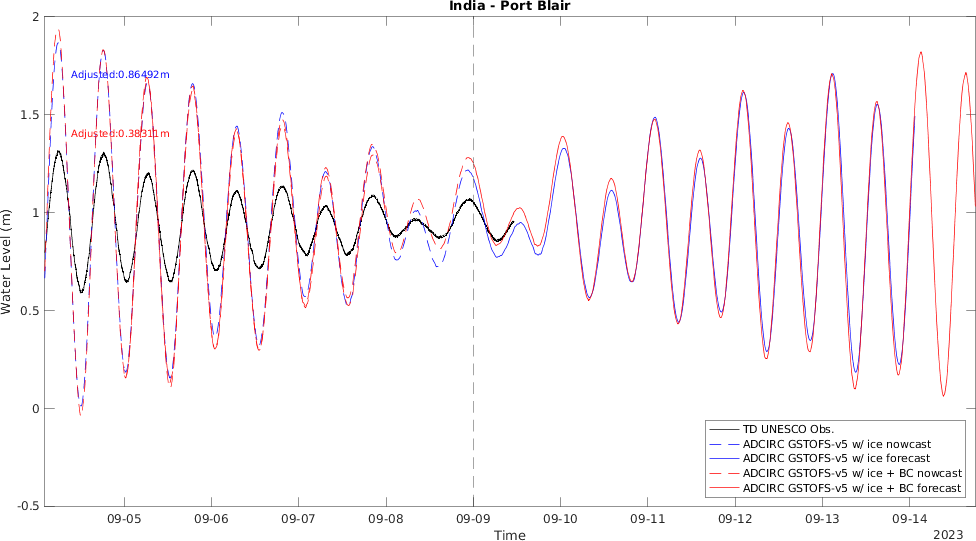 India - Port Blair
Water Level (m)
2
1.5
1
0.5
0
-0.5
Adjusted:0.86492m
Adjusted:0.38311m
TD UNESCO Obs.
ADCIRC GSTOFS-v5 w/ ice nowcast
ADCIRC GSTOFS-v5 w/ ice forecast
ADCIRC GSTOFS-v5 w/ ice + BC nowcast
ADCIRC GSTOFS-v5 w/ ice + BC forecast
09-05 09-06 09-07 09-08 09-09 09-10 09-11 09-12 09-13 09-14
Time
2023